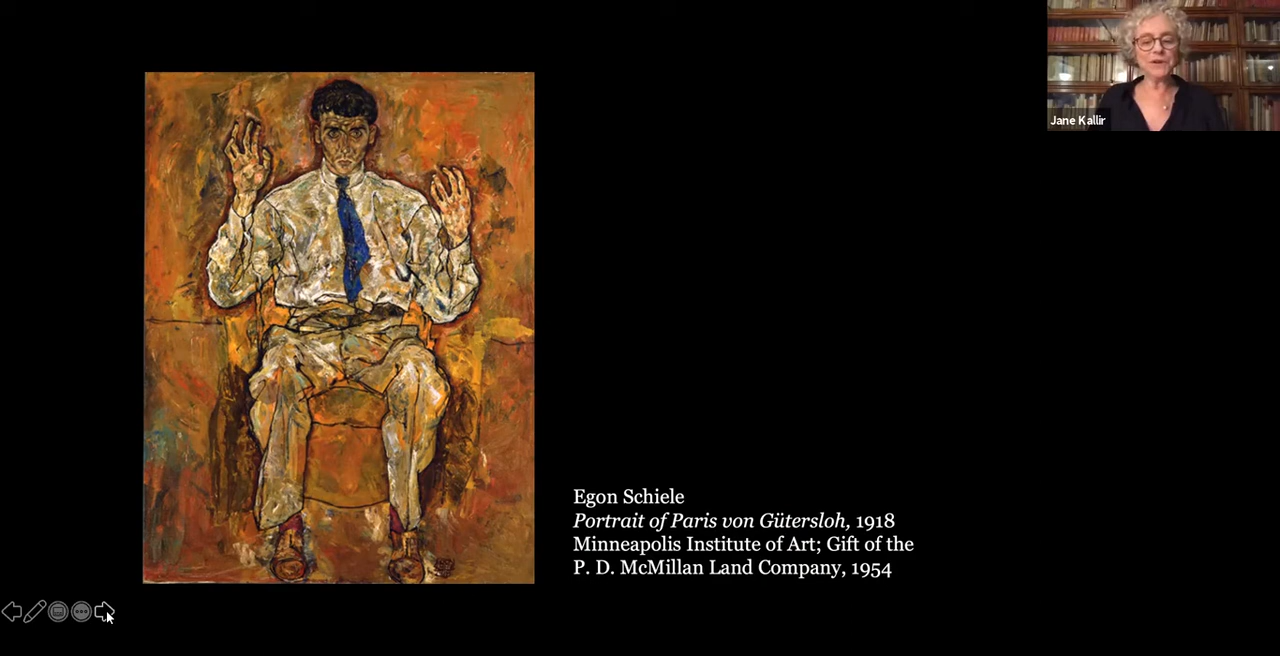 Jane Kallir
Egon Schiele
Portrait of Paris von Gütersloh, 1918
Minneapolis Institute of Art; Gift of the
P. D. McMillan Land Company, 1954